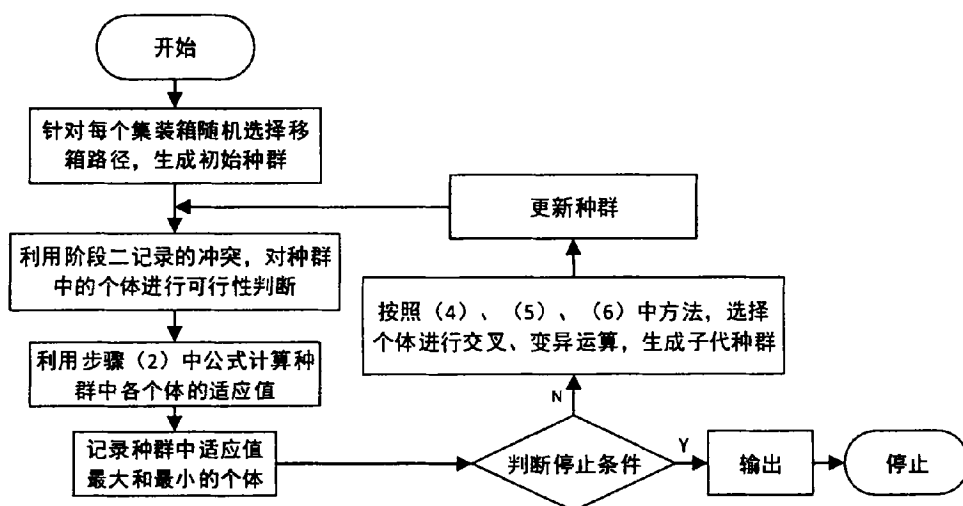 开始
针对每个集装箱随机选择移
箱路径，生成初始种群
更新种群
利用阶段二记录的冲突，对种群
中的个体进行可行性判断
按照（4）、（5）、（6）中方法，选择
个体进行交叉、变异运算，生成子代种群
利用步骤（2）中公式计算种
群中各个体的适应值
N
记录种群中适应值
最大和最小的个体
判断停止条件
Y
输出
停止